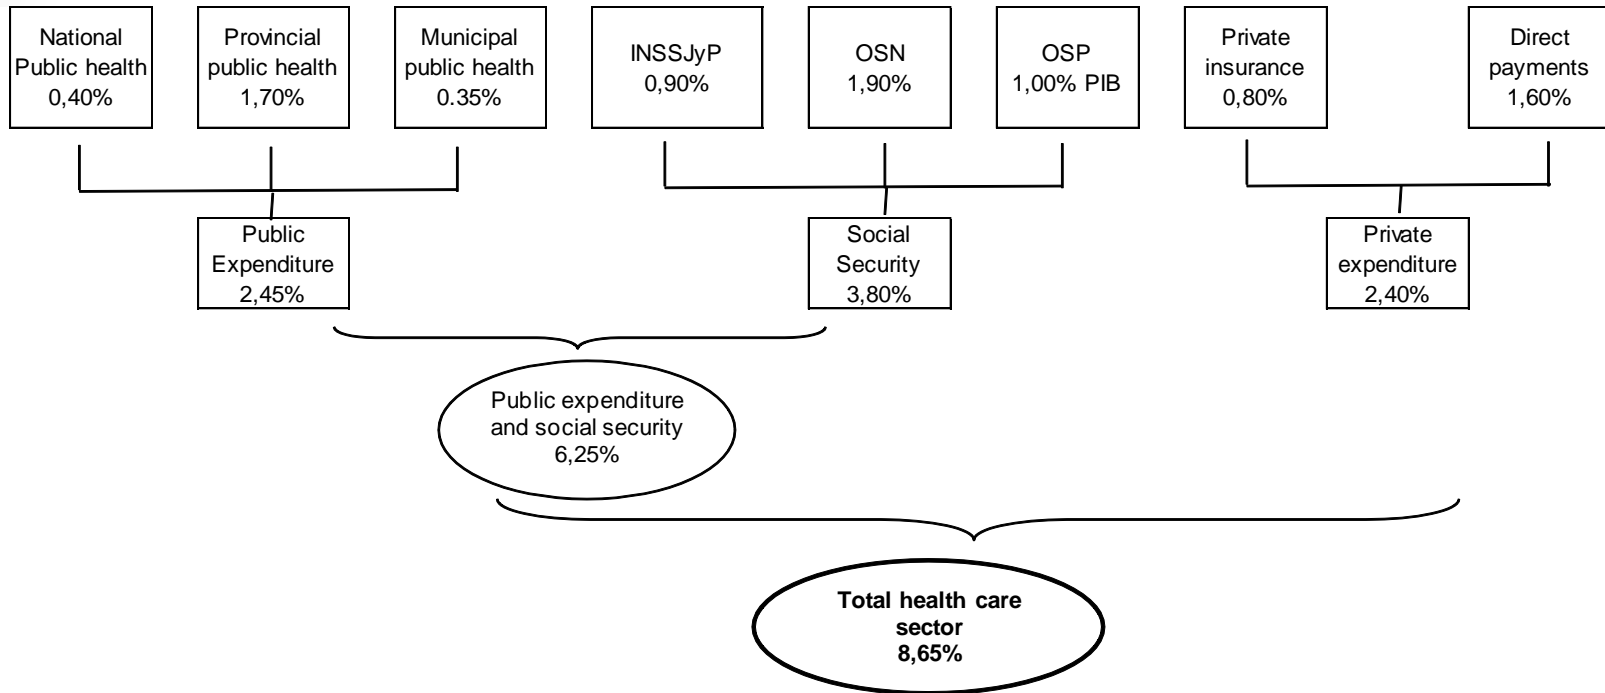 National
Public health
0,40%
Provincial
public health
1,70%
Municipal
public health
0.35%
INSSJyP
0,90%
OSN
1,90%
OSP
1,00% PIB
Private
insurance
0,80%
Direct
payments
1,60%
Public
Expenditure
2,45%
Social
Security
3,80%
Private
expenditure
2,40%
Public expenditure
and social security
6,25%
Total health care
sector
8,65%